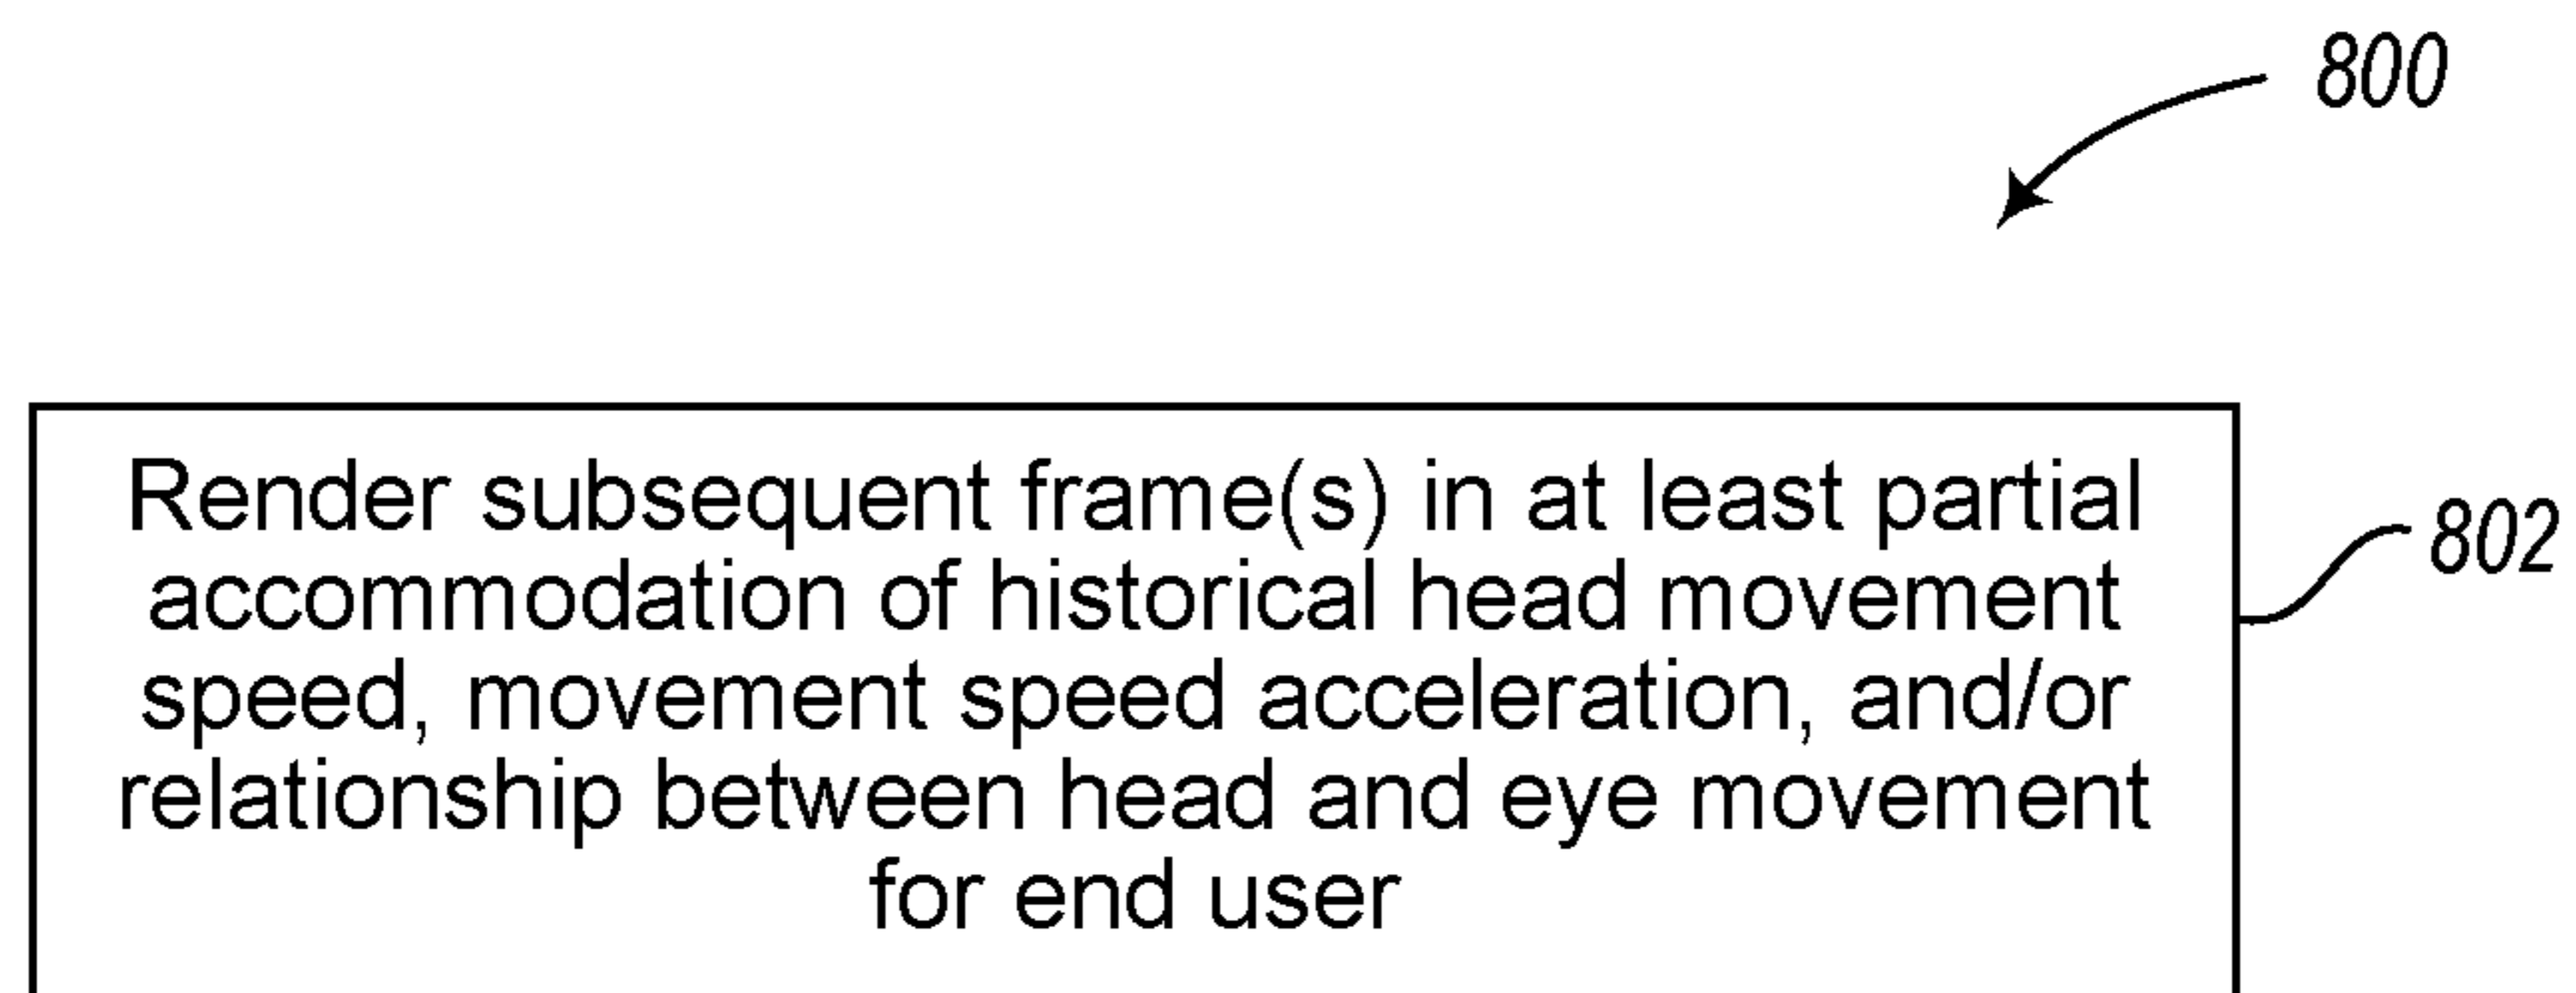 800
Render subsequent frame(s) in at least partial
accommodation of historical head movement
speed, movement speed acceleration, and/or
relationship between head and eye movement
for end user
802